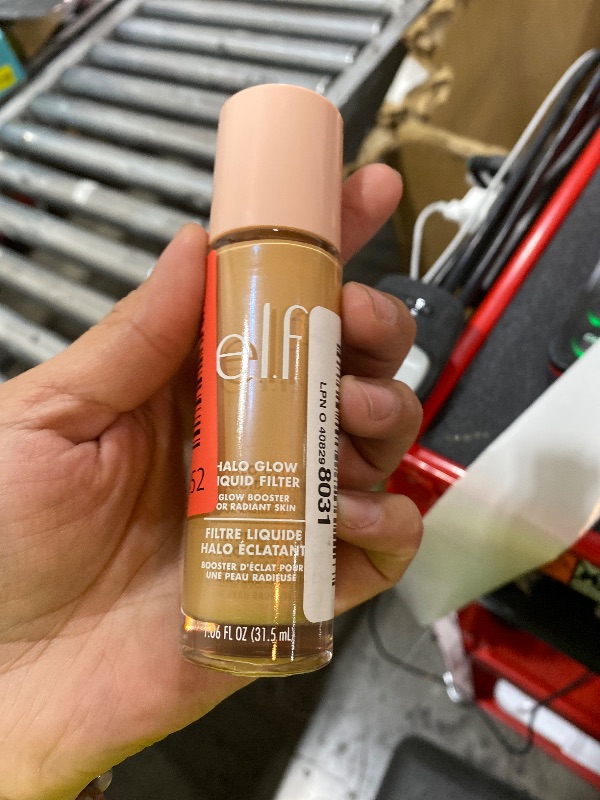 e.l.f
HALO GLOW
LIQUID FILTER
GLOW BOOSTER
FOR RADIANT SKIN
FILTRE LIQUIDE
HALO ÉCLATANT
BOOSTER D'ÉCLAT POUR
UNE PEAU RADIEUSE
1.06 FL OZ (31.5 mL)
52
LPN O 40829 8031